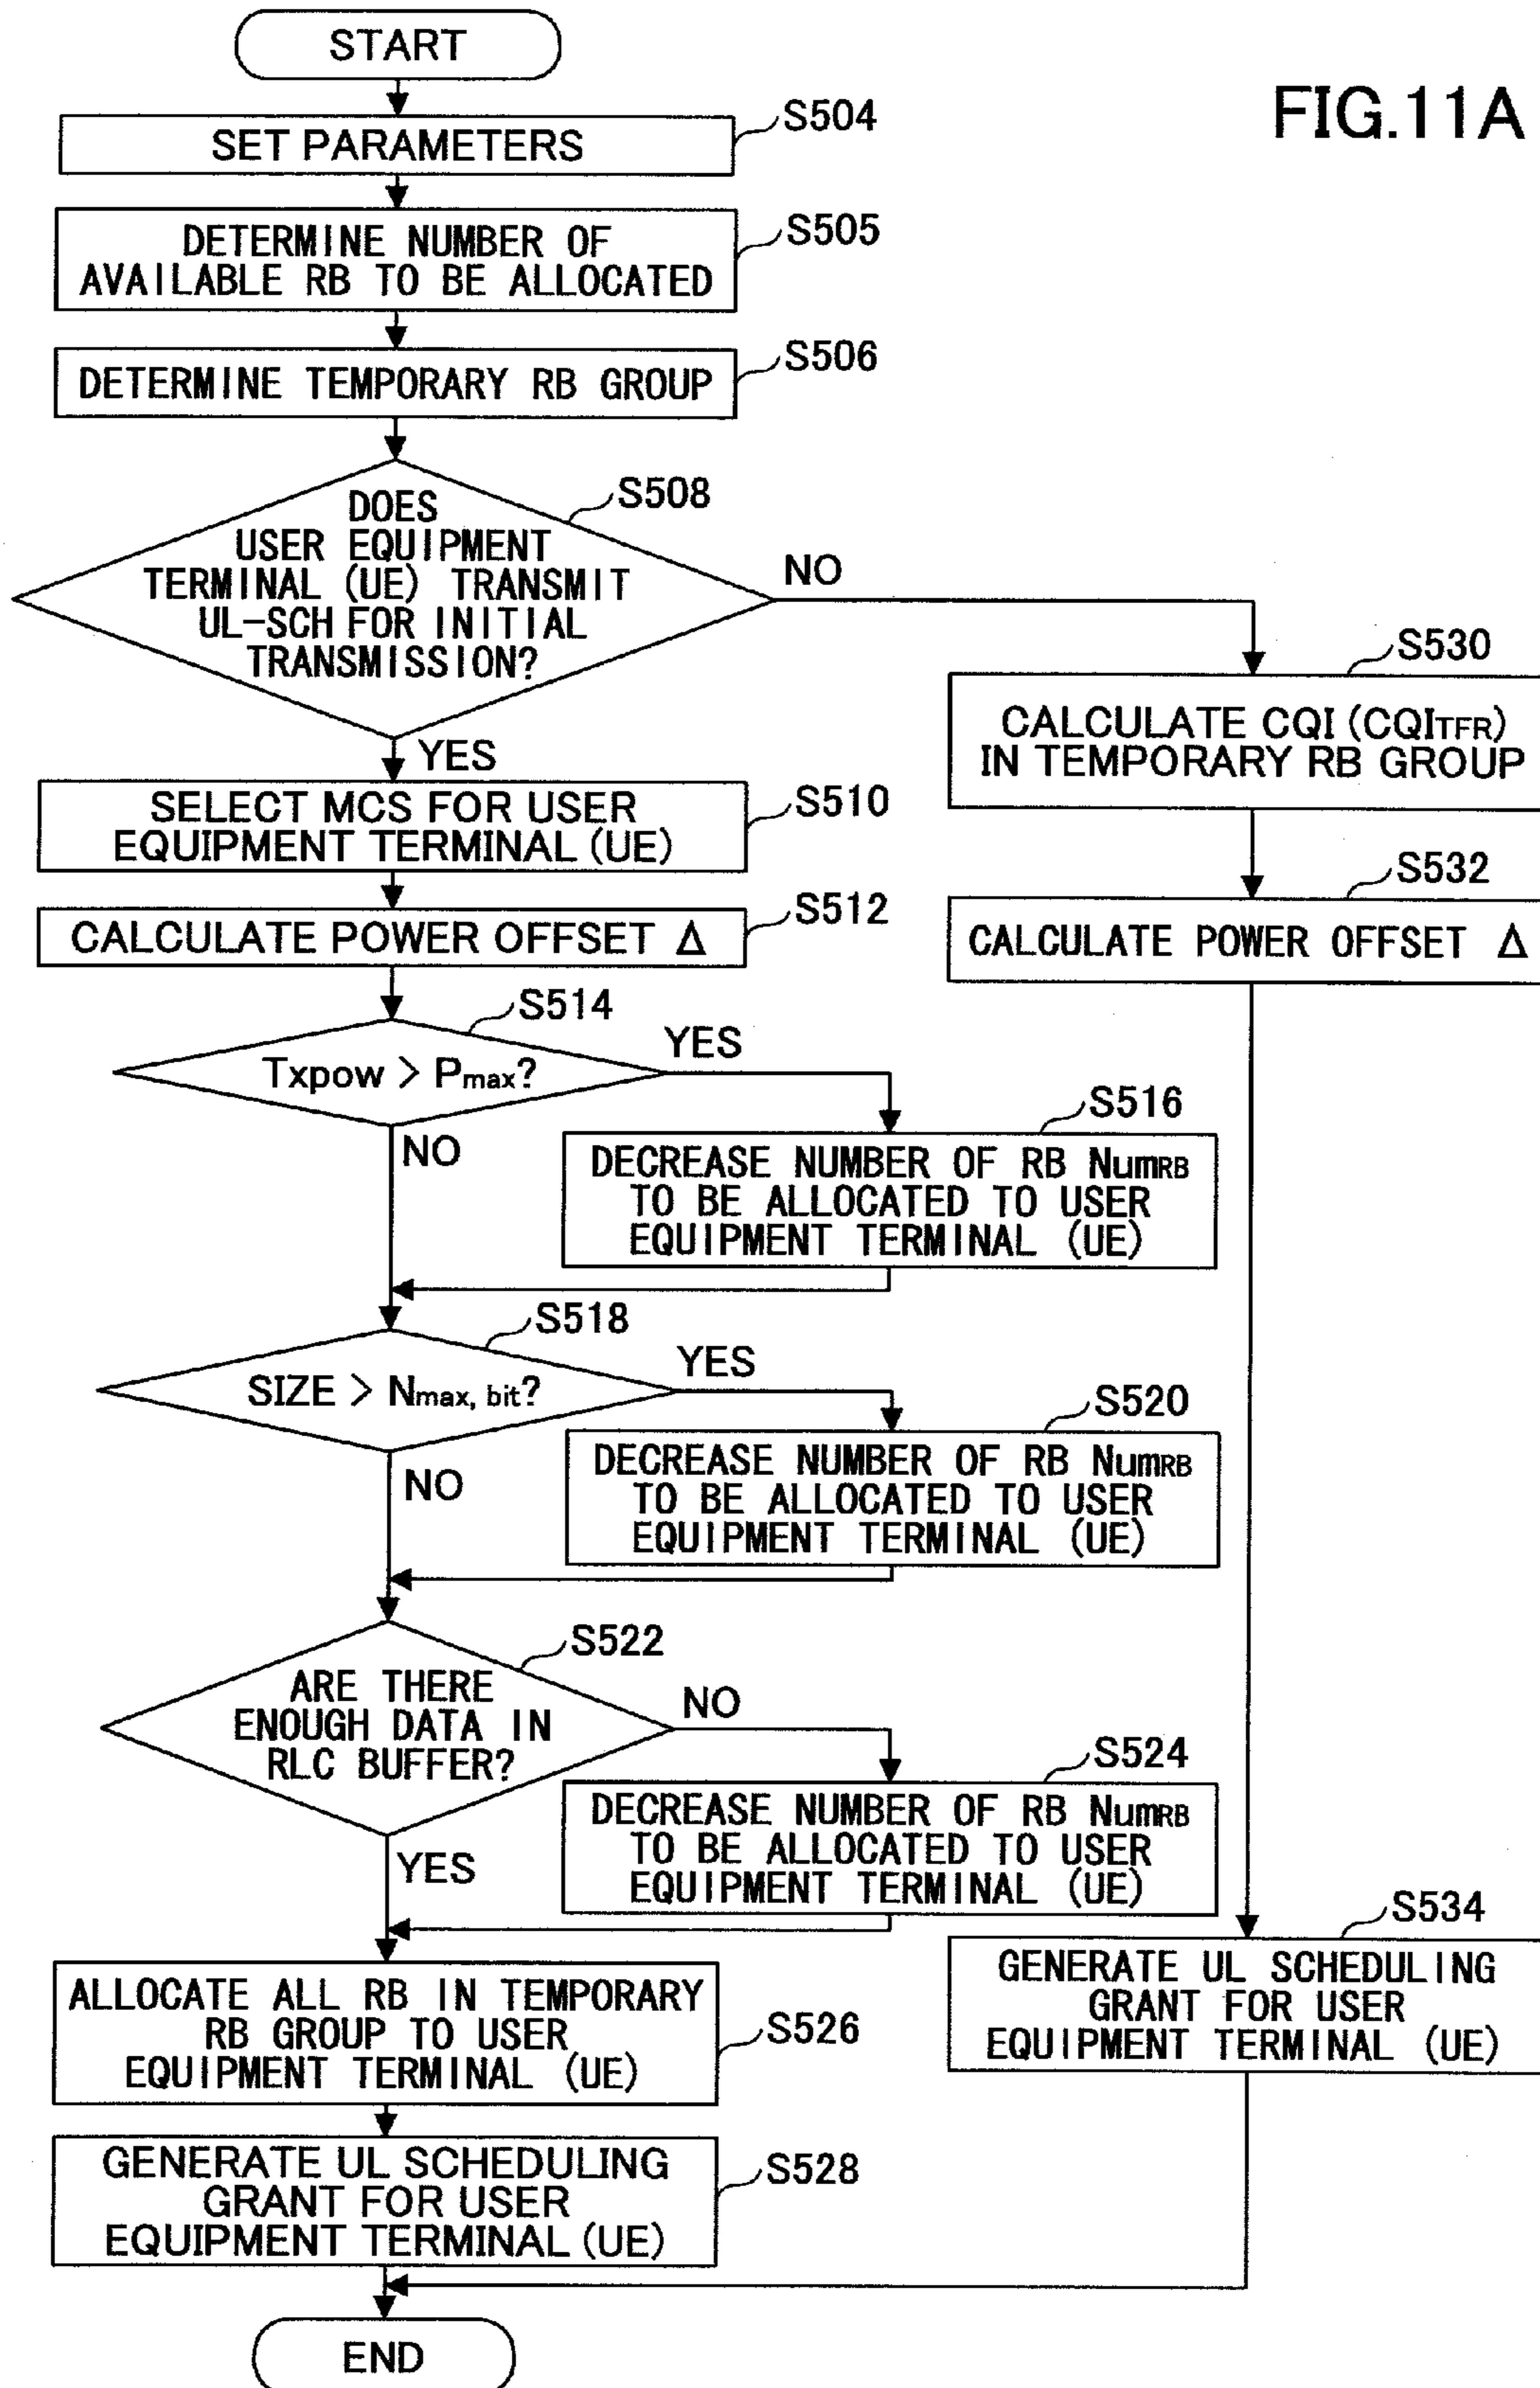 FIG.11A
START
S504
SET PARAMETERS
S505
DETERMINE NUMBER OF
AVAILABLE RB TO BE ALLOCATED
S506
DETERMINE TEMPORARY RB GROUP
S508
DOES
USER EQUIPMENT
TERMINAL (UE) TRANSMIT
UL-SCH FOR INITIAL
TRANSMISSION?
NO
YES
S530
CALCULATE CQI (CQITFR)
IN TEMPORARY RB GROUP
S510
SELECT MCS FOR USER
EQUIPMENT TERMINAL (UE)
S532
CALCULATE POWER OFFSET Δ
S512
CALCULATE POWER OFFSET Δ
S514
Txpow > Pmax?
YES
NO
S516
DECREASE NUMBER OF RB NumRB
TO BE ALLOCATED TO USER
EQUIPMENT TERMINAL (UE)
S518
SIZE > Nmax, bit?
YES
NO
S520
DECREASE NUMBER OF RB NumRB
TO BE ALLOCATED TO USER
EQUIPMENT TERMINAL (UE)
S522
ARE THERE
ENOUGH DATA IN
RLC BUFFER?
NO
YES
S524
DECREASE NUMBER OF RB NumRB
TO BE ALLOCATED TO USER
EQUIPMENT TERMINAL (UE)
S534
GENERATE UL SCHEDULING
GRANT FOR USER
EQUIPMENT TERMINAL (UE)
S526
ALLOCATE ALL RB IN TEMPORARY
RB GROUP TO USER
EQUIPMENT TERMINAL (UE)
S528
GENERATE UL SCHEDULING
GRANT FOR USER
EQUIPMENT TERMINAL (UE)
END